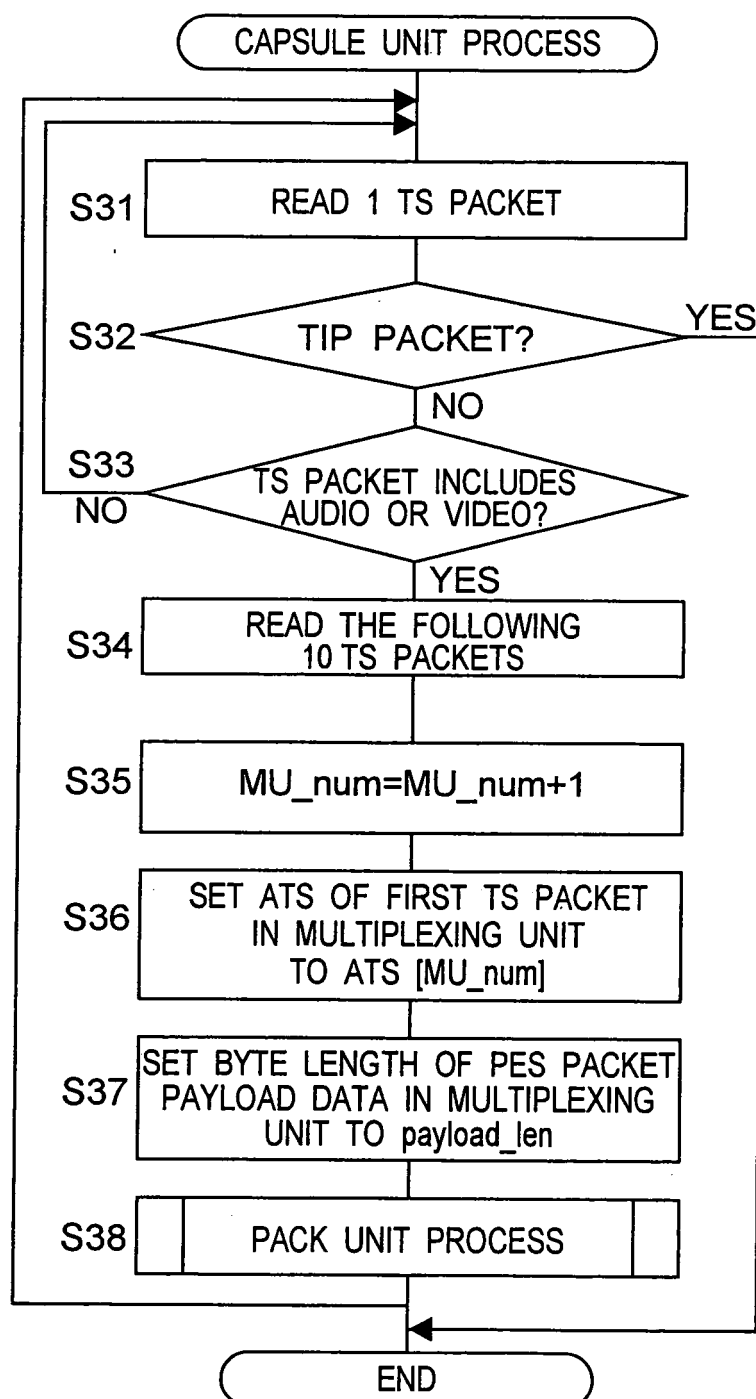 CAPSULE UNIT PROCESS
S31
READ 1 TS PACKET
S32
TIP PACKET?
YES
NO
S33
NO
TS PACKET INCLUDES
AUDIO OR VIDEO?
YES
S34
READ THE FOLLOWING
10 TS PACKETS
S35
MU_num=MU_num+1
S36
SET ATS OF FIRST TS PACKET
IN MULTIPLEXING UNIT
TO ATS [MU_num]
S37
SET BYTE LENGTH OF PES PACKET
PAYLOAD DATA IN MULTIPLEXING
UNIT TO payload_len
S38
PACK UNIT PROCESS
END